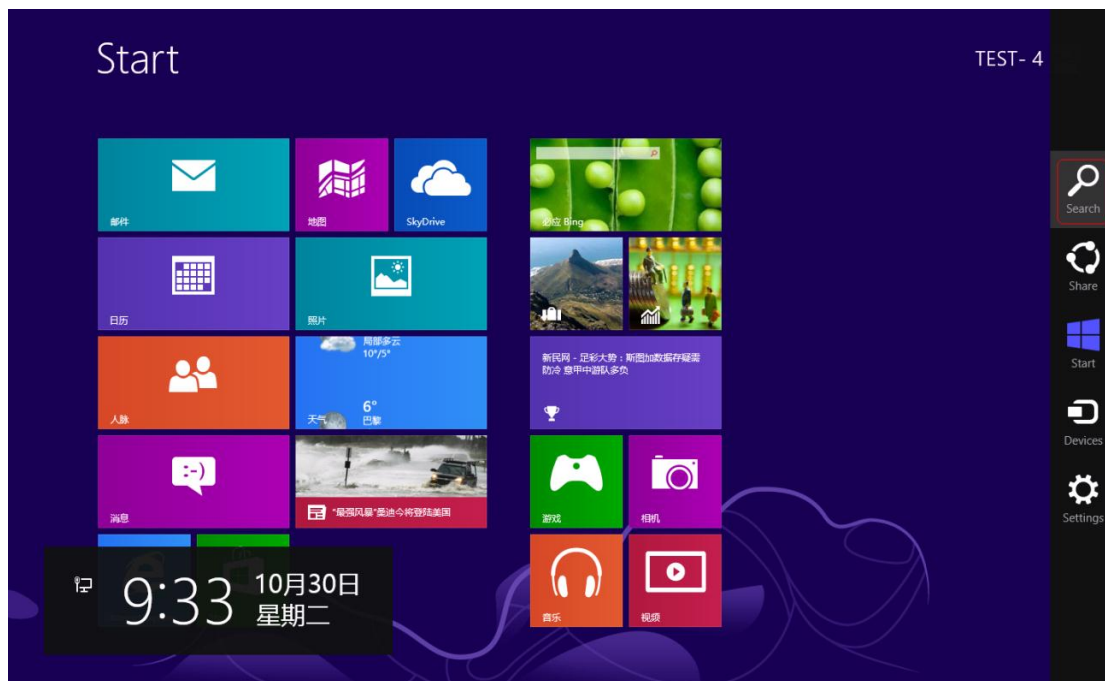 Start
TEST- 4
邮件
地图
SkyDrive
必应 Bing
日历
照片
人脉
局部多云
10°/5°
6°
天气
巴黎
新民网 - 足彩大势：斯图加数据存疑需
防冷 意甲中游队多负
消息
"最强风暴"桑迪今将登陆美国
游戏
相机
音乐
视频
9:33
10月30日
星期二
Search
Share
Start
Devices
Settings